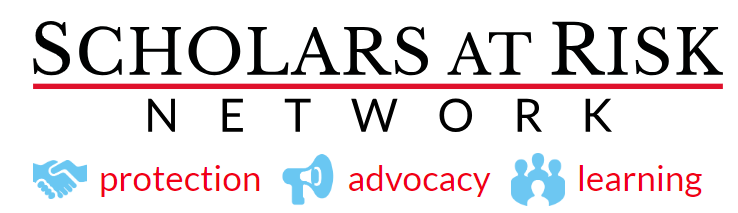 SCHOLARS AT RISK
NETWORK
protection advocacy learning